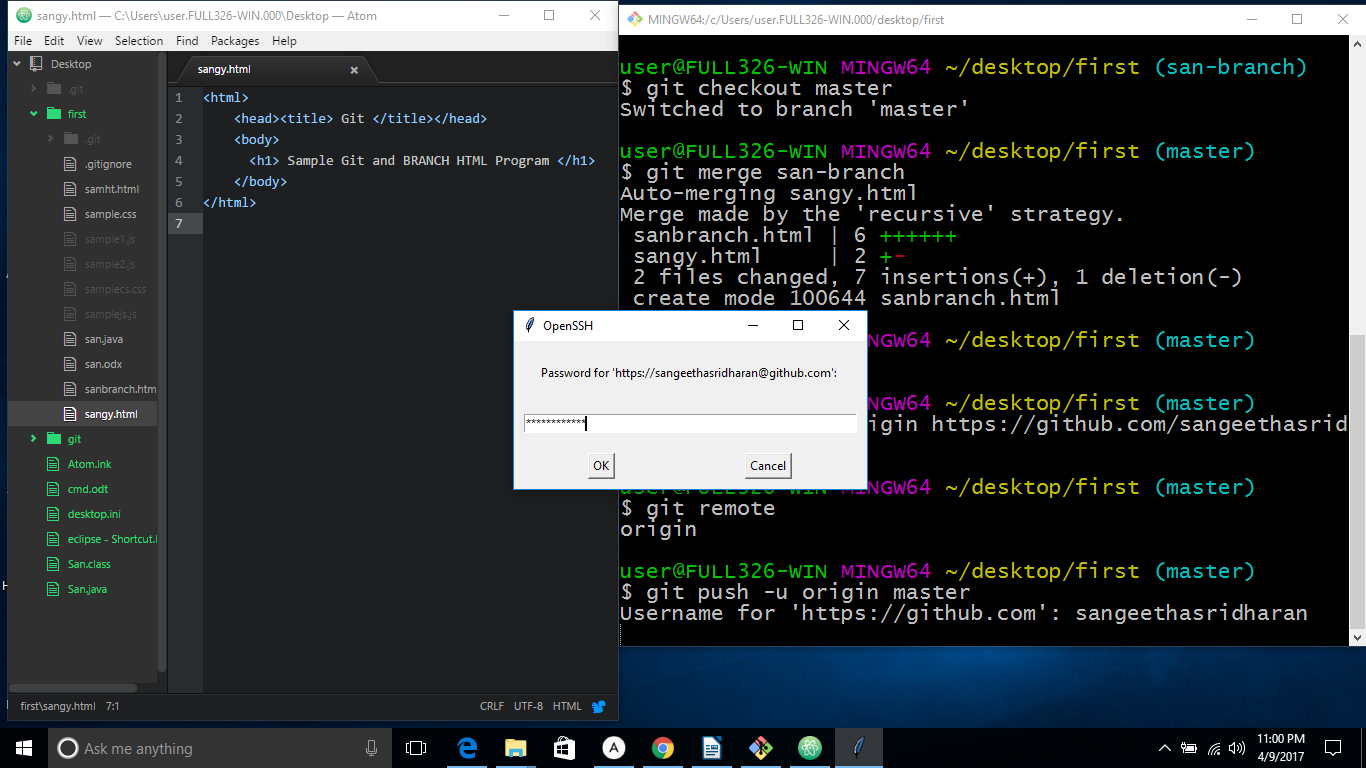 sangy.html — C:\Users\user.FULL326-WIN.000\Desktop — Atom
File Edit View Selection Find Packages Help
Desktop
.git
first
.git
.gitignore
samht.html
sample.css
sample1.js
sample2.js
samplecs.css
samplejs.js
san.java
san.odx
sanbranch.htm
sangy.html
git
Atom.lnk
cmd.odt
desktop.ini
eclipse - Shortcut.l
San.class
San.java
sangy.html
1 <html>
2 <head><title> Git </title></head>
3 <body>
4 <h1> Sample Git and BRANCH HTML Program </h1>
5 </body>
6 </html>
7
first\sangy.html 7:1 CRLF UTF-8 HTML
MINGW64:/c/Users/user.FULL326-WIN.000/desktop/first
user@FULL326-WIN MINGW64 ~/desktop/first (san-branch)
$ git checkout master
Switched to branch 'master'
user@FULL326-WIN MINGW64 ~/desktop/first (master)
$ git merge san-branch
Auto-merging sangy.html
Merge made by the 'recursive' strategy.
sanbranch.html | 6 ++++++
sangy.html | 2 +-
2 files changed, 7 insertions(+), 1 deletion(-)
create mode 100644 sanbranch.html
NGW64 ~/desktop/first (master)
NGW64 ~/desktop/first (master)
igin https://github.com/sangeethasrid
user@FULL326-WIN MINGW64 ~/desktop/first (master)
$ git remote
origin
user@FULL326-WIN MINGW64 ~/desktop/first (master)
$ git push -u origin master
Username for 'https://github.com': sangeethasridharan
OpenSSH
Password for 'https://sangeethasridharan@github.com':
************
OK Cancel
Ask me anything
11:00 PM
4/9/2017